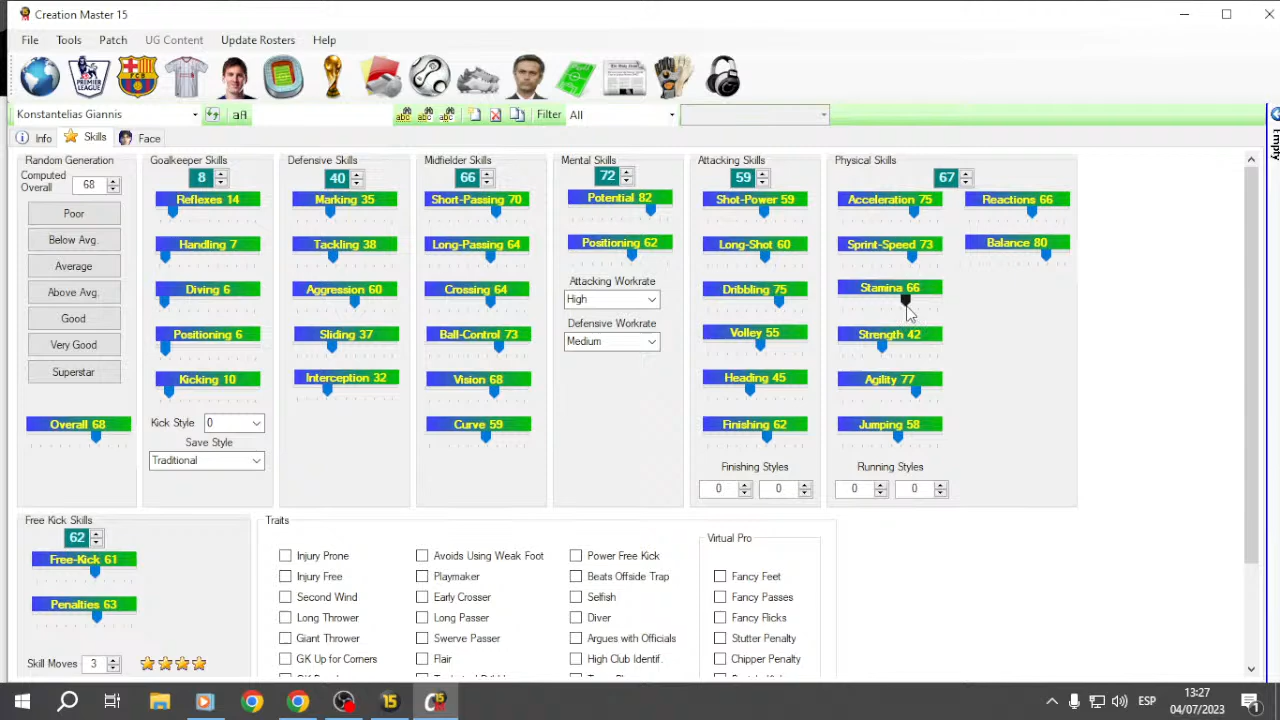 Creation Master 15
File Tools Patch UG Content Update Rosters Help
Konstantelias Giannis
aA
abc abc abc Filter All
Empty
Info Skills Face
Random Generation
Computed Overall 68
Poor
Below Avg.
Average
Above Avg.
Good
Very Good
Superstar
Overall 68
Goalkeeper Skills
8
Reflexes 14
Handling 7
Diving 6
Positioning 6
Kicking 10
Kick Style 0
Save Style
Traditional
Defensive Skills
40
Marking 35
Tackling 38
Aggression 60
Sliding 37
Interception 32
Midfielder Skills
66
Short-Passing 70
Long-Passing 64
Crossing 64
Ball-Control 73
Vision 68
Curve 59
Mental Skills
72
Potential 82
Positioning 62
Attacking Workrate
High
Defensive Workrate
Medium
Attacking Skills
59
Shot-Power 59
Long-Shot 60
Dribbling 75
Volley 55
Heading 45
Finishing 62
Finishing Styles
0 0
Physical Skills
67
Acceleration 75
Sprint-Speed 73
Stamina 66
Strength 42
Agility 77
Jumping 58
Running Styles
0 0
Reactions 66
Balance 80
Free Kick Skills
62
Free-Kick 61
Penalties 63
Skill Moves 3
Traits
Injury Prone
Injury Free
Second Wind
Long Thrower
Giant Thrower
GK Up for Corners
Avoids Using Weak Foot
Playmaker
Early Crosser
Long Passer
Swerve Passer
Flair
Power Free Kick
Beats Offside Trap
Selfish
Diver
Argues with Officials
High Club Identif.
Virtual Pro
Fancy Feet
Fancy Passes
Fancy Flicks
Stutter Penalty
Chipper Penalty
15
15
ESP
13:27
04/07/2023
1